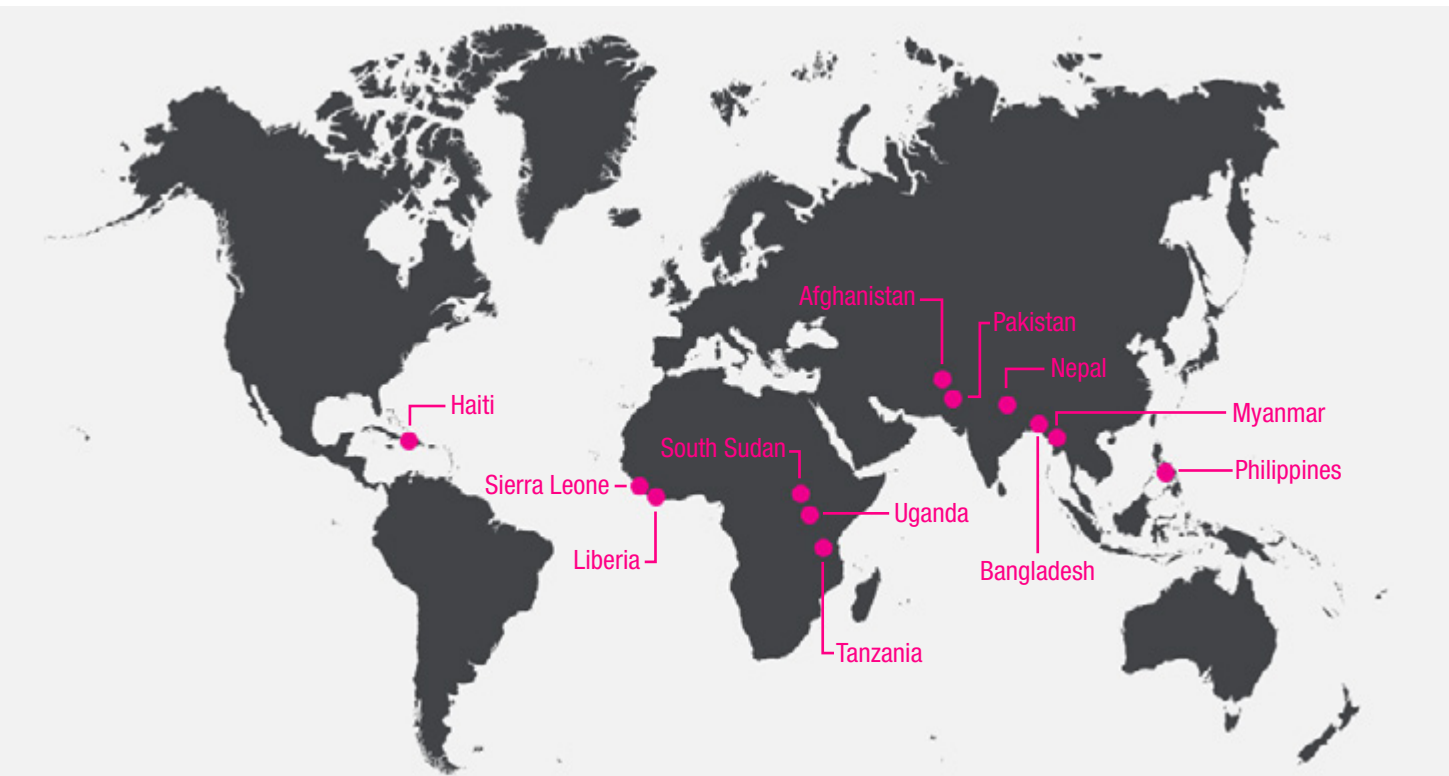 Afghanistan
Pakistan
Nepal
Haiti
Myanmar
South Sudan
Philippines
Sierra Leone
Uganda
Liberia
Bangladesh
Tanzania